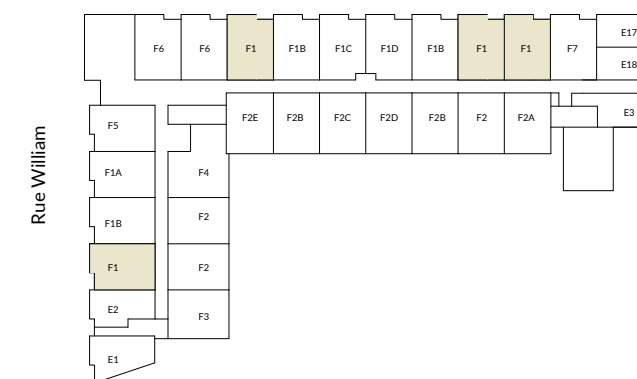 F6 F6 F1 F1B F1C F1D F1B F1 F1 F7 E17
E18
F2E F2B F2C F2D F2B F2 F2A E3
F5
F1A F4
F1B F2
F1 F2
E2 F3
E1
Rue William